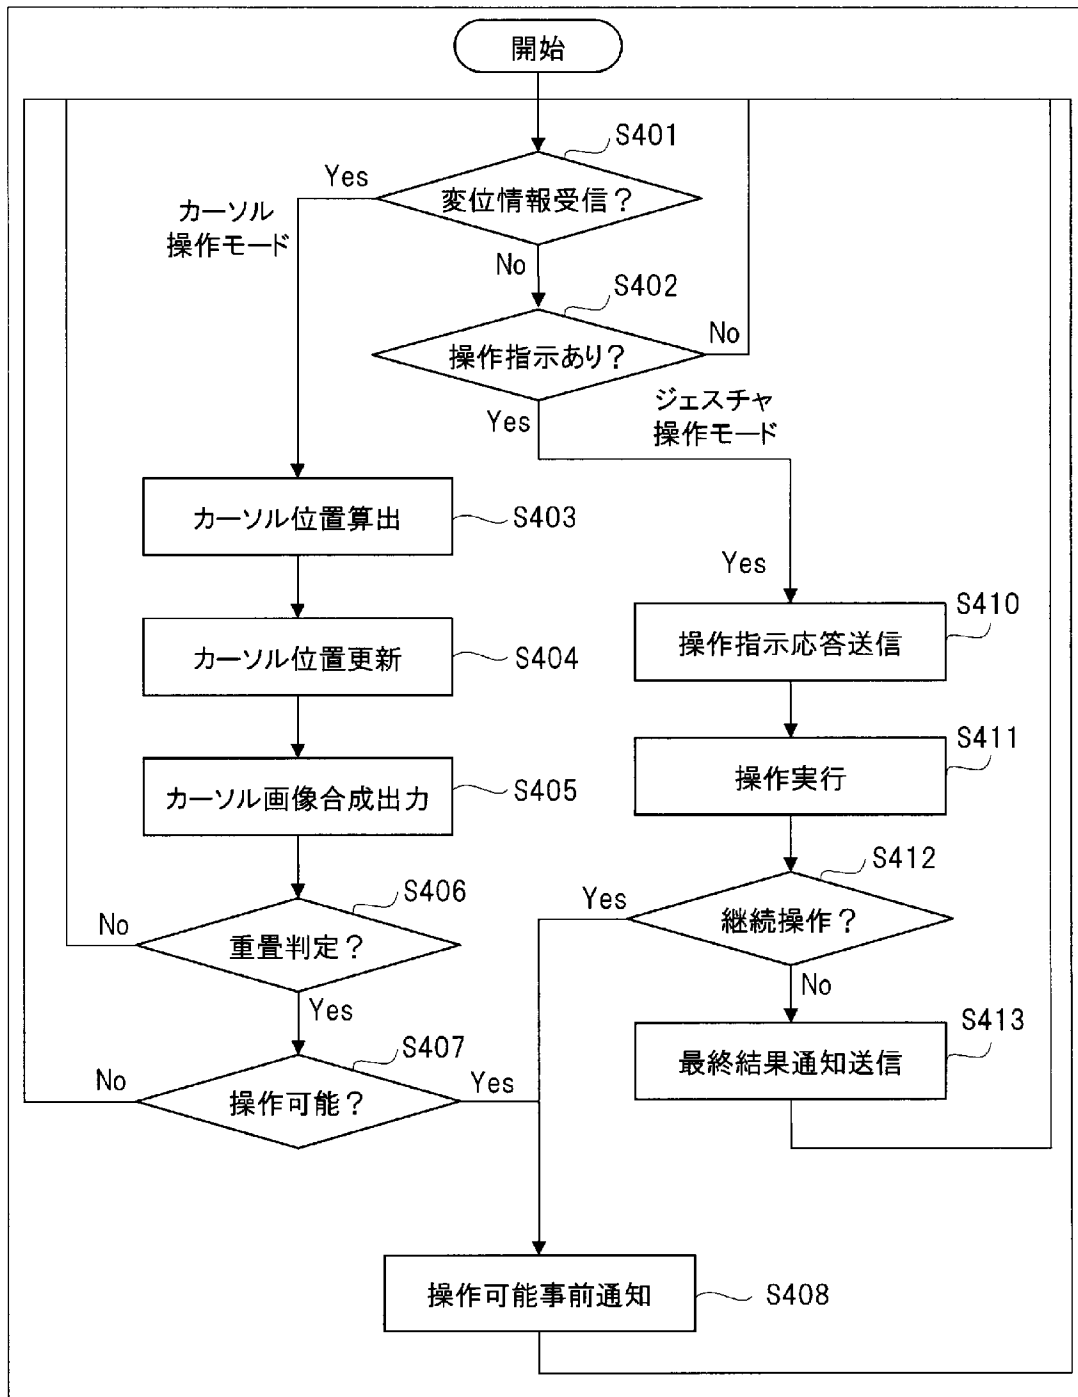 開始
S401
変位情報受信？
Yes
カーソル
操作モード
No
S402
操作指示あり？
No
Yes
ジェスチャ
操作モード
カーソル位置算出
S403
Yes
S410
操作指示応答送信
カーソル位置更新
S404
S411
操作実行
カーソル画像合成出力
S405
S412
継続操作？
Yes
S406
重畳判定？
No
Yes
No
S413
最終結果通知送信
S407
操作可能？
No
Yes
操作可能事前通知
S408